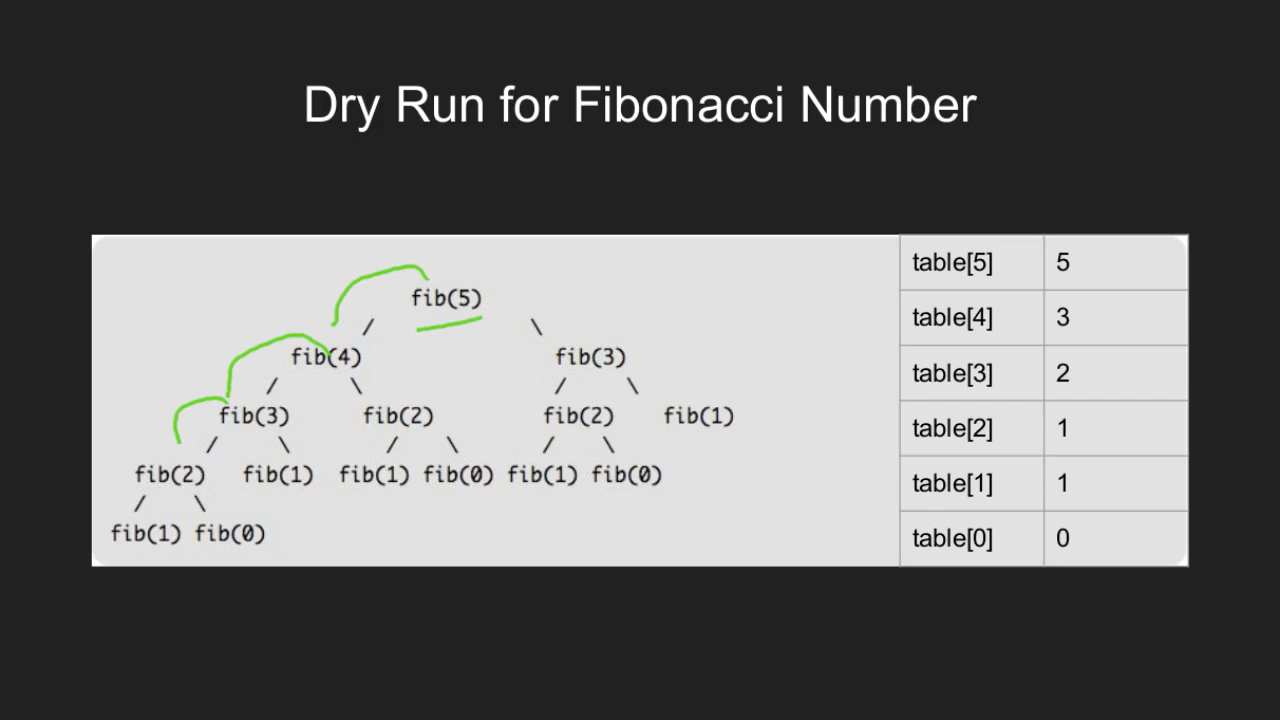 Dry Run for Fibonacci Number
fib(5)
/ \
fib(4) fib(3)
/ \ / \
fib(3) fib(2) fib(2) fib(1)
/ \ / \ / \
fib(2) fib(1) fib(1) fib(0) fib(1) fib(0)
/ \
fib(1) fib(0)
table[5] 5
table[4] 3
table[3] 2
table[2] 1
table[1] 1
table[0] 0